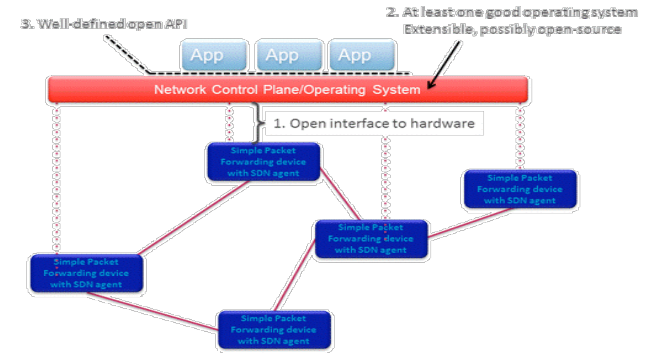 3. Well-defined open API
2. At least one good operating system
Extensible, possibly open-source
App App App
Network Control Plane/Operating System
1. Open interface to hardware
Simple Packet
Forwarding device
with SDN agent
Simple Packet
Forwarding device
with SDN agent
Simple Packet
Forwarding device
with SDN agent
Simple Packet
Forwarding device
with SDN agent
Simple Packet
Forwarding device
with SDN agent